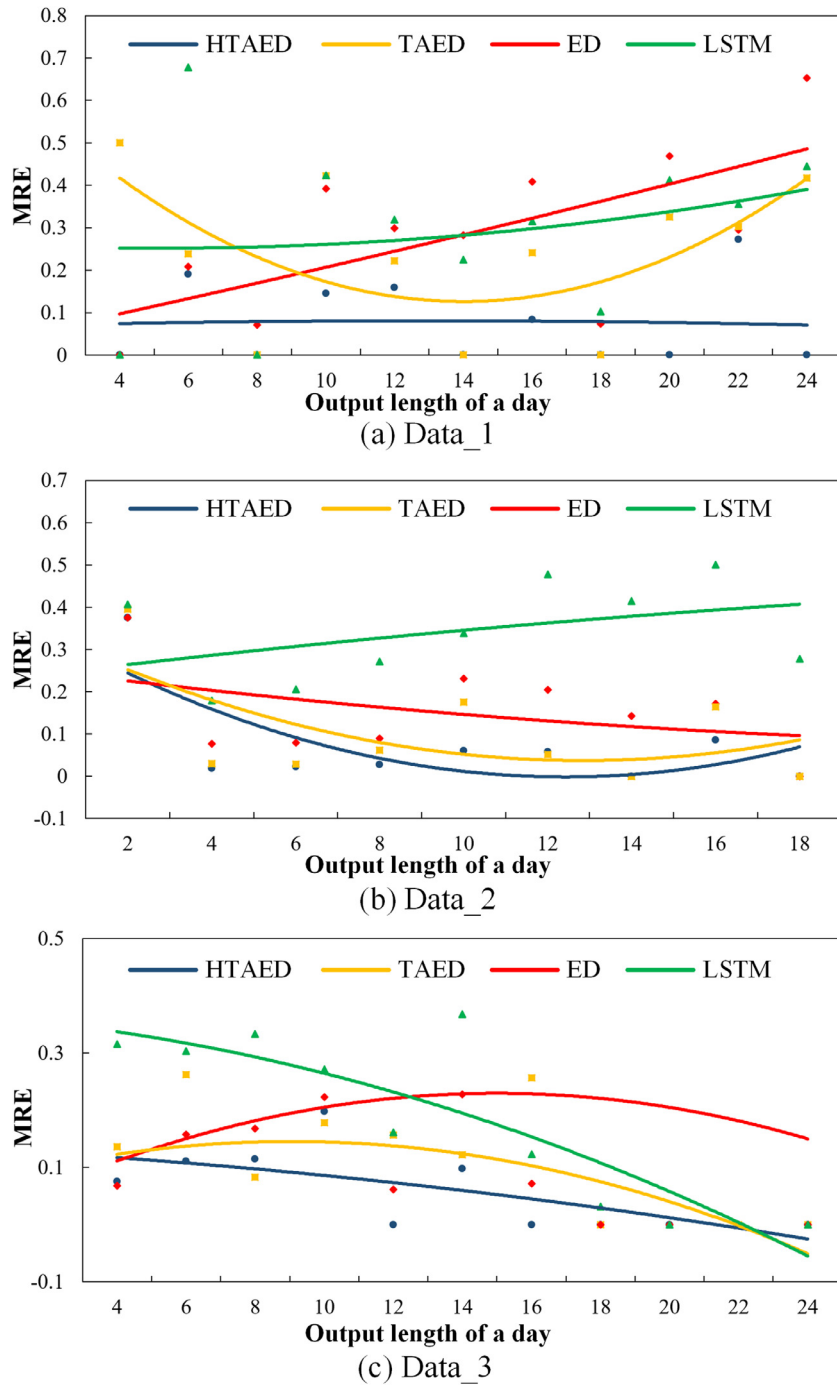 0.8
HTAED TAED ED LSTM
0.7
0.6
0.5
0.4
0.3
0.2
0.1
0
MRE
4 6 8 10 12 14 16 18 20 22 24
Output length of a day
(a) Data_1
0.7
HTAED TAED ED LSTM
0.6
0.5
0.4
0.3
0.2
0.1
0
-0.1
MRE
2 4 6 8 10 12 14 16 18
Output length of a day
(b) Data_2
0.5
HTAED TAED ED LSTM
0.3
0.1
-0.1
MRE
4 6 8 10 12 14 16 18 20 22 24
Output length of a day
(c) Data_3